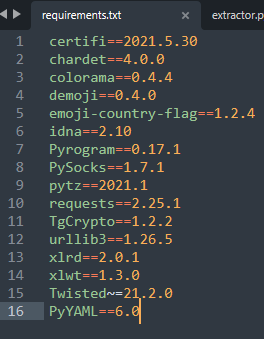 requirements.txt
extractor.p
1 certifi==2021.5.30
2 chardet==4.0.0
3 colorama==0.4.4
4 demoji==0.4.0
5 emoji-country-flag==1.2.4
6 idna==2.10
7 Pyrogram==0.17.1
8 PySocks==1.7.1
9 pytz==2021.1
10 requests==2.25.1
11 TgCrypto==1.2.2
12 urllib3==1.26.5
13 xlrd==2.0.1
14 xlwt==1.3.0
15 Twisted~=21.2.0
16 PyYAML==6.0